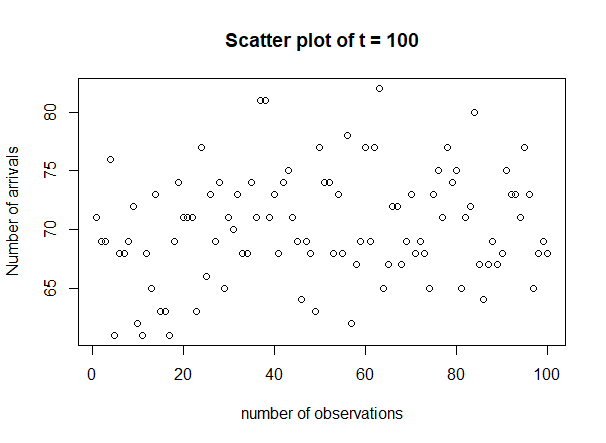 Scatter plot of t = 100
Number of arrivals
80
75
70
65
0 20 40 60 80 100
number of observations